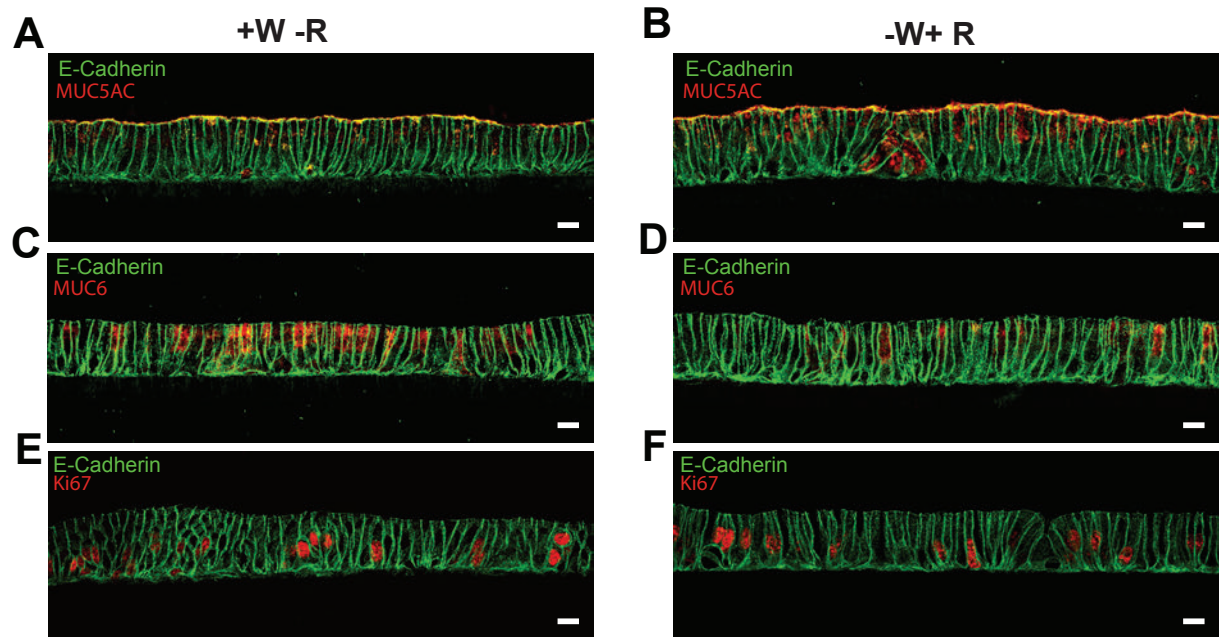 A
+W -R
B
-W+ R
E-Cadherin
MUC5AC
E-Cadherin
MUC5AC
C
D
E-Cadherin
MUC6
E-Cadherin
MUC6
E
F
E-Cadherin
Ki67
E-Cadherin
Ki67